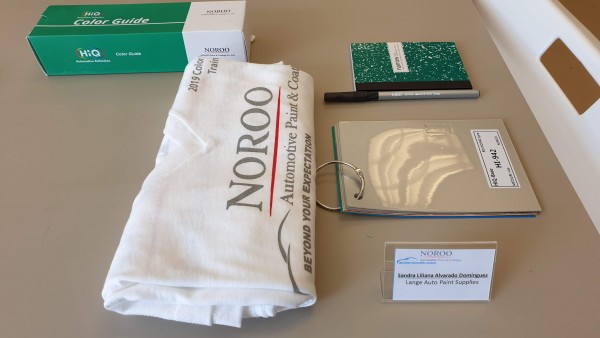 HiQ
Color Guide
NOROO
HiQ
Color Guide
NOROO
2019 Color
Train
NOROO
Automotive Paint & Coa
BEYOND YOUR EXPECTATION
HI-942
NOROO
Sandra Liliana Alvarado Dominguez
Lange Auto Paint Supplies